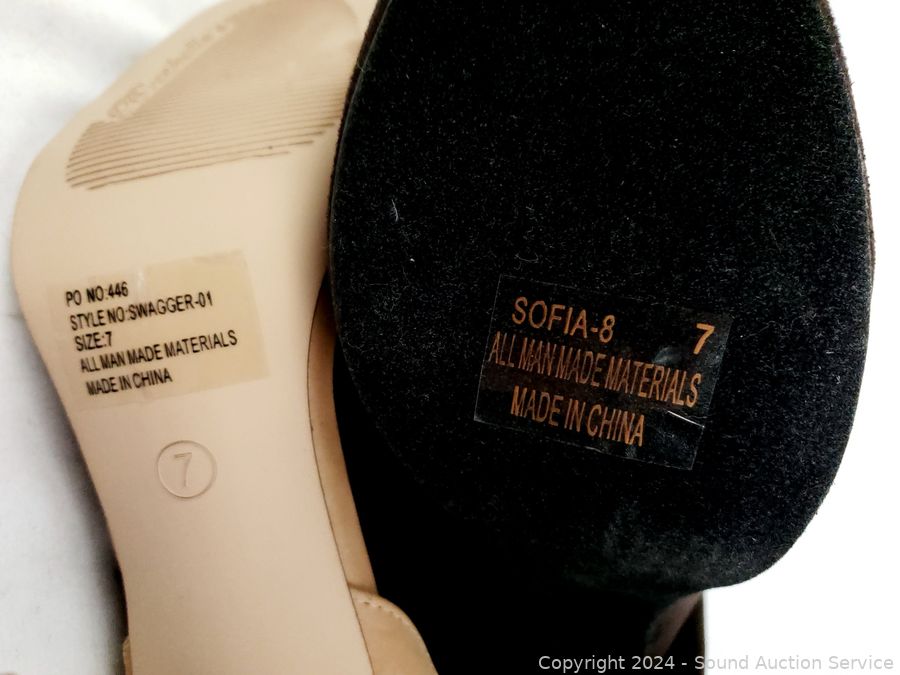 PO NO:446
STYLE NO:SWAGGER-01
SIZE:7
ALL MAN MADE MATERIALS
MADE IN CHINA
7
SOFIA-8 7
ALL MAN MADE MATERIALS
MADE IN CHINA
Copyright 2024 - Sound Auction Service